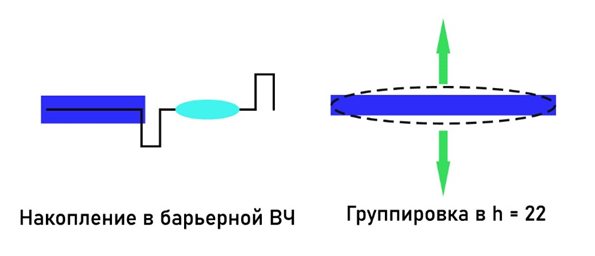 Накопление в барьерной ВЧ
Группировка в h = 22